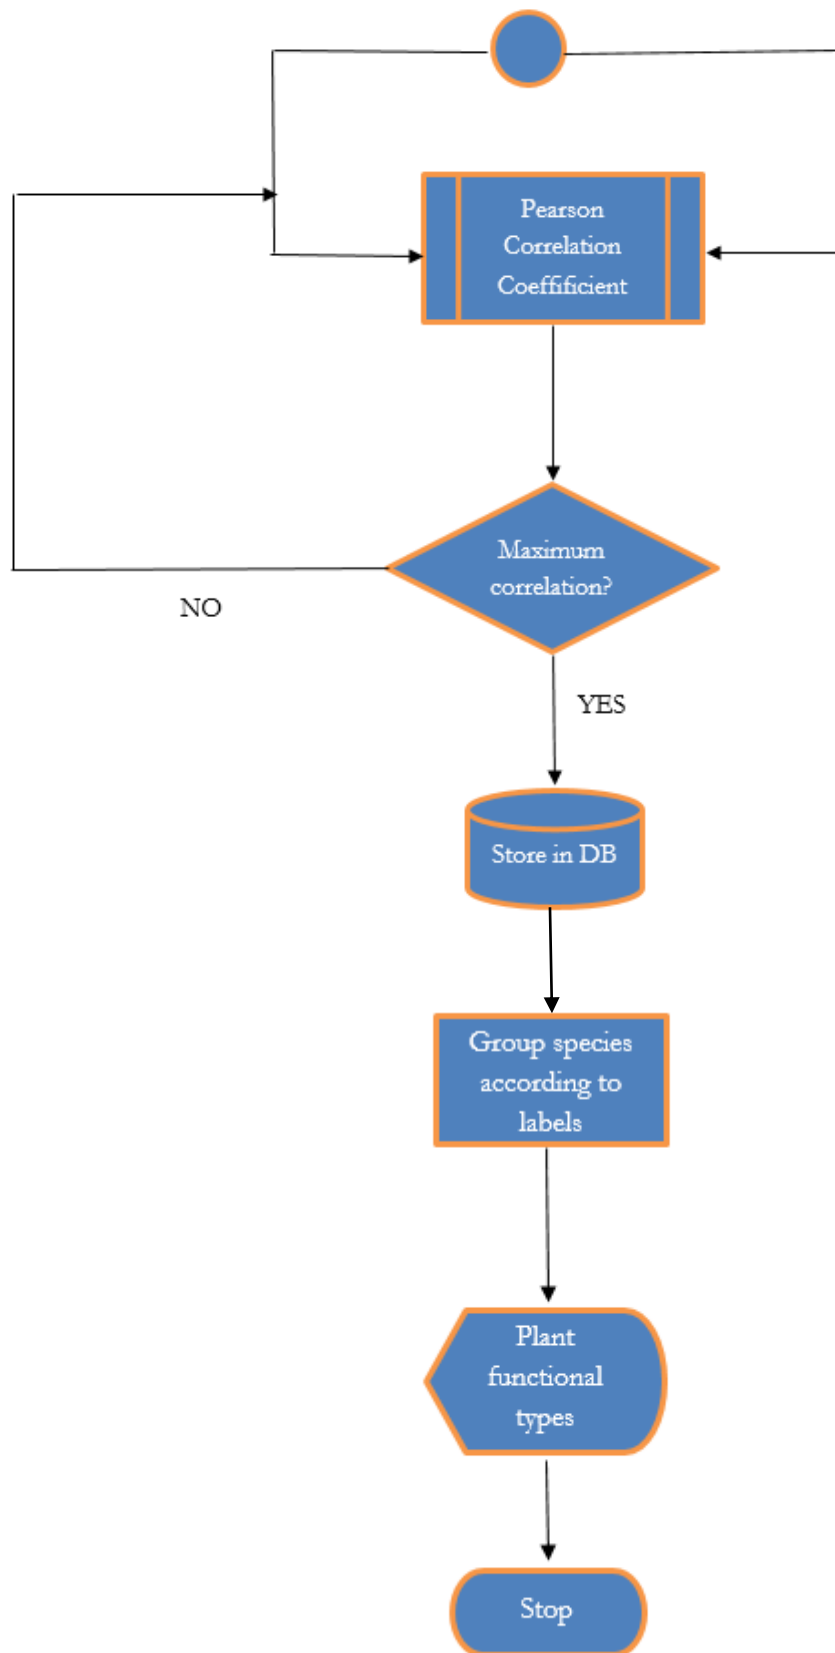 Pearson
Correlation
Coeffificient
Maximum
correlation?
NO
YES
Store in DB
Group species
according to
labels
Plant
functional
types
Stop